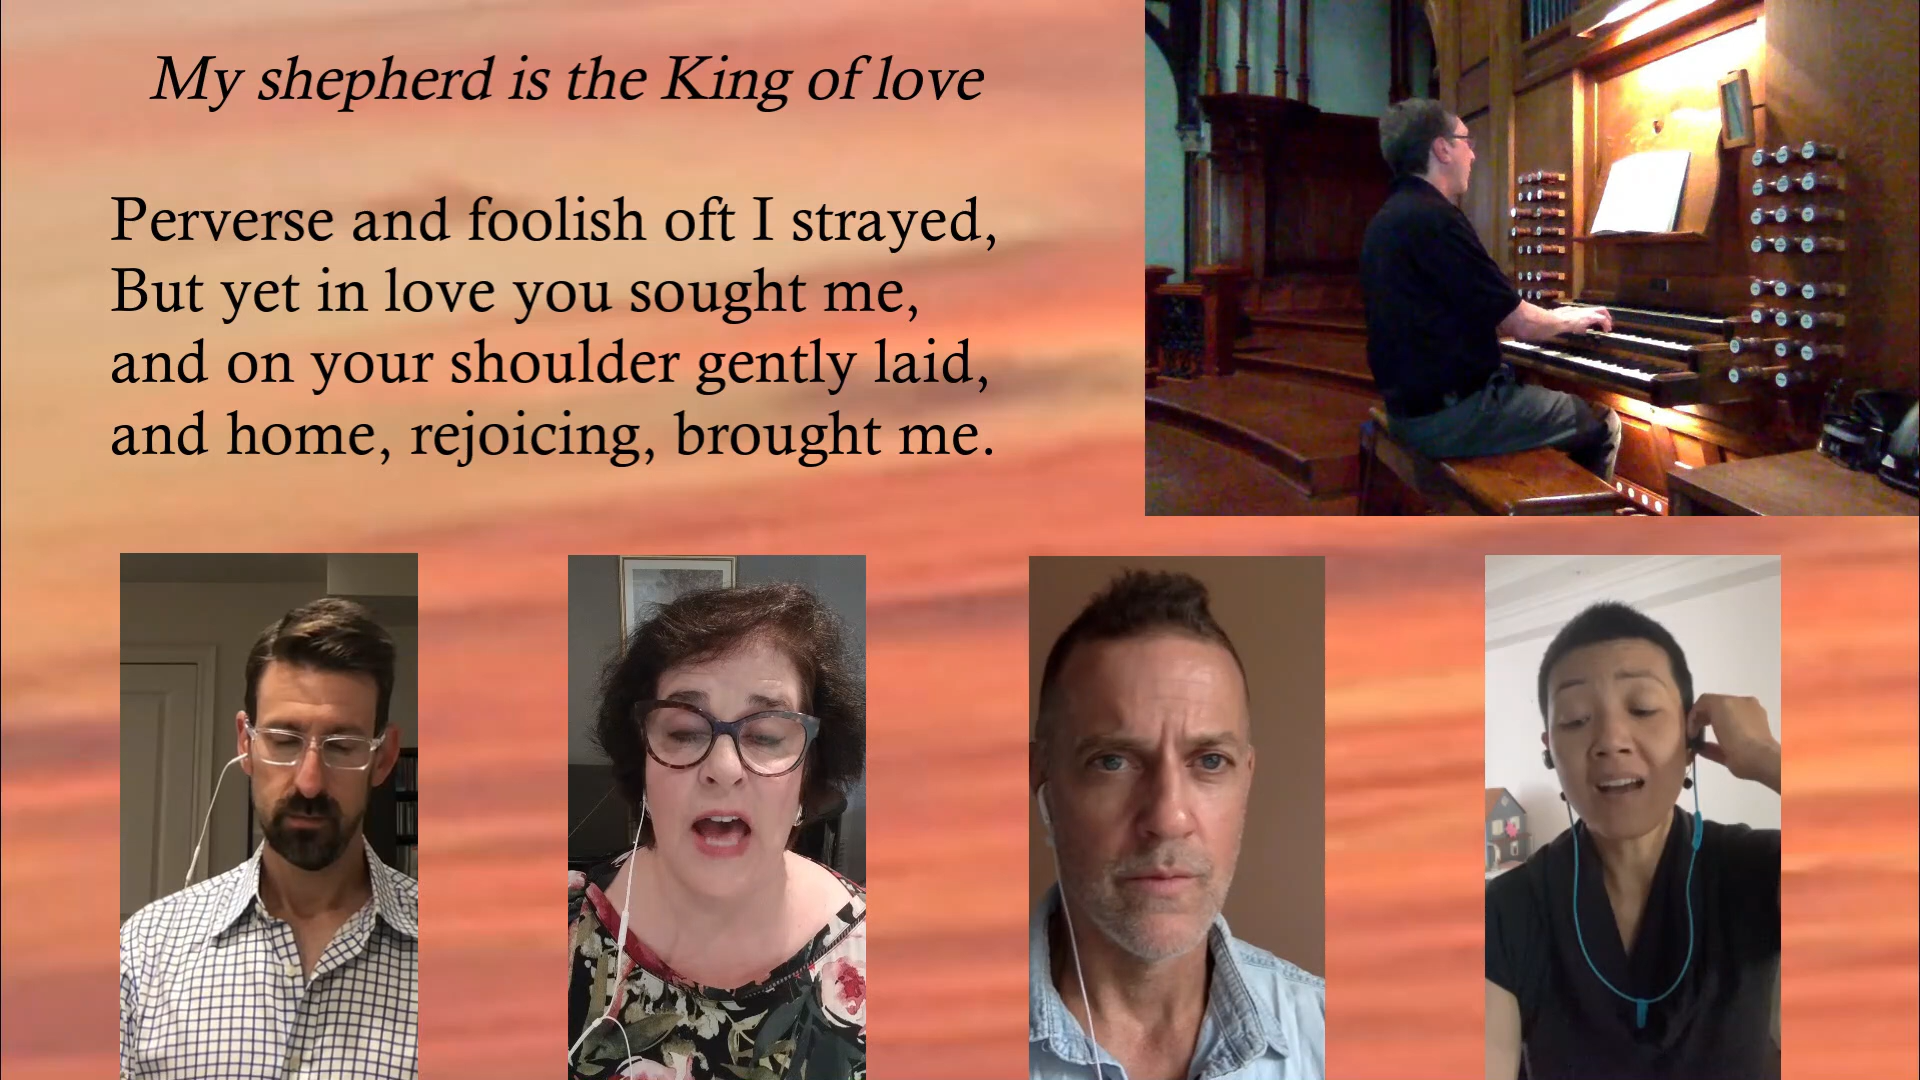 My shepherd is the King of love
Perverse and foolish oft I strayed,
But yet in love you sought me,
and on your shoulder gently laid,
and home, rejoicing, brought me.